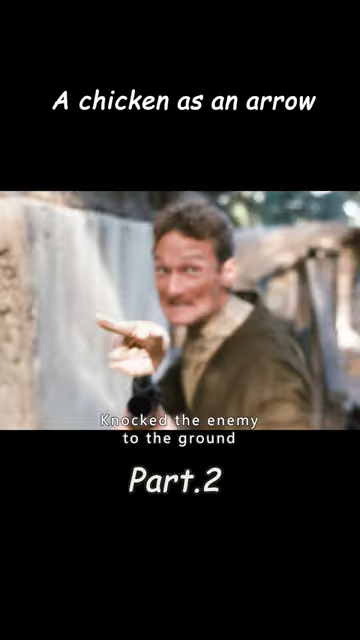 A chicken as an arrow
Knocked the enemy
to the ground
Part.2